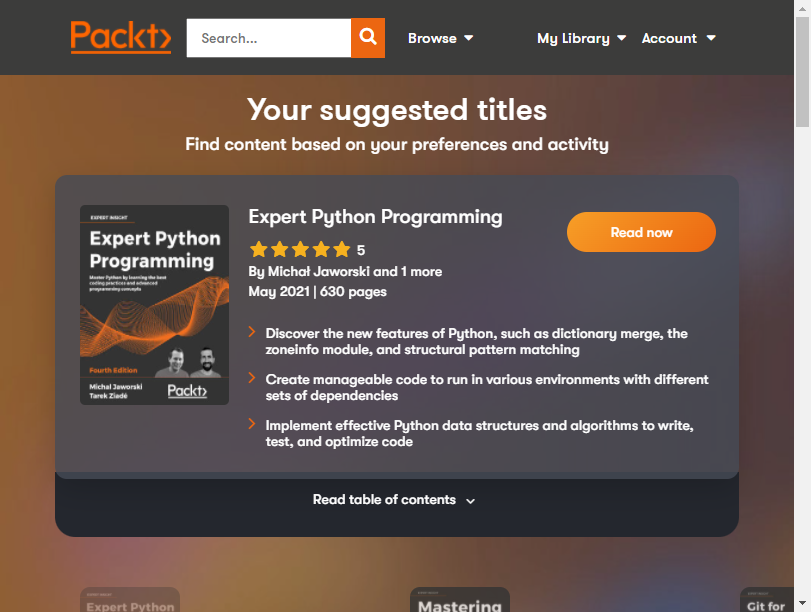 Packt
Search...
Browse
My Library
Account
Your suggested titles
Find content based on your preferences and activity
EXPERT INSIGHT
Expert Python
Programming
Master Python by learning the best
coding practices and advanced
programming concepts
Fourth Edition
Michał Jaworski
Tarek Ziadé
Packt
Expert Python Programming
5
By Michał Jaworski and 1 more
May 2021 | 630 pages
Read now
Discover the new features of Python, such as dictionary merge, the
zoneinfo module, and structural pattern matching
Create manageable code to run in various environments with different
sets of dependencies
Implement effective Python data structures and algorithms to write,
test, and optimize code
Read table of contents
Expert Python
Mastering
Git for